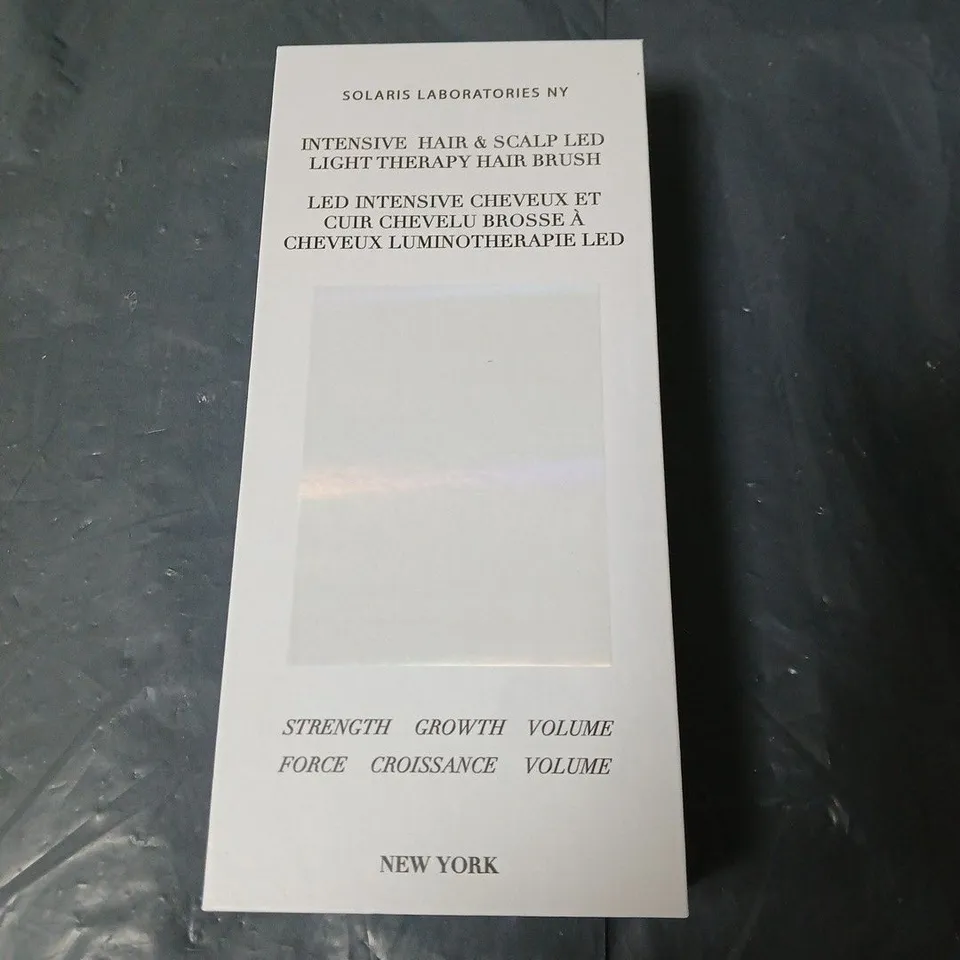 SOLARIS LABORATORIES NY
INTENSIVE HAIR & SCALP LED
LIGHT THERAPY HAIR BRUSH
LED INTENSIVE CHEVEUX ET
CUIR CHEVELU BROSSE À
CHEVEUX LUMINOTHERAPIE LED
STRENGTH GROWTH VOLUME
FORCE CROISSANCE VOLUME
NEW YORK